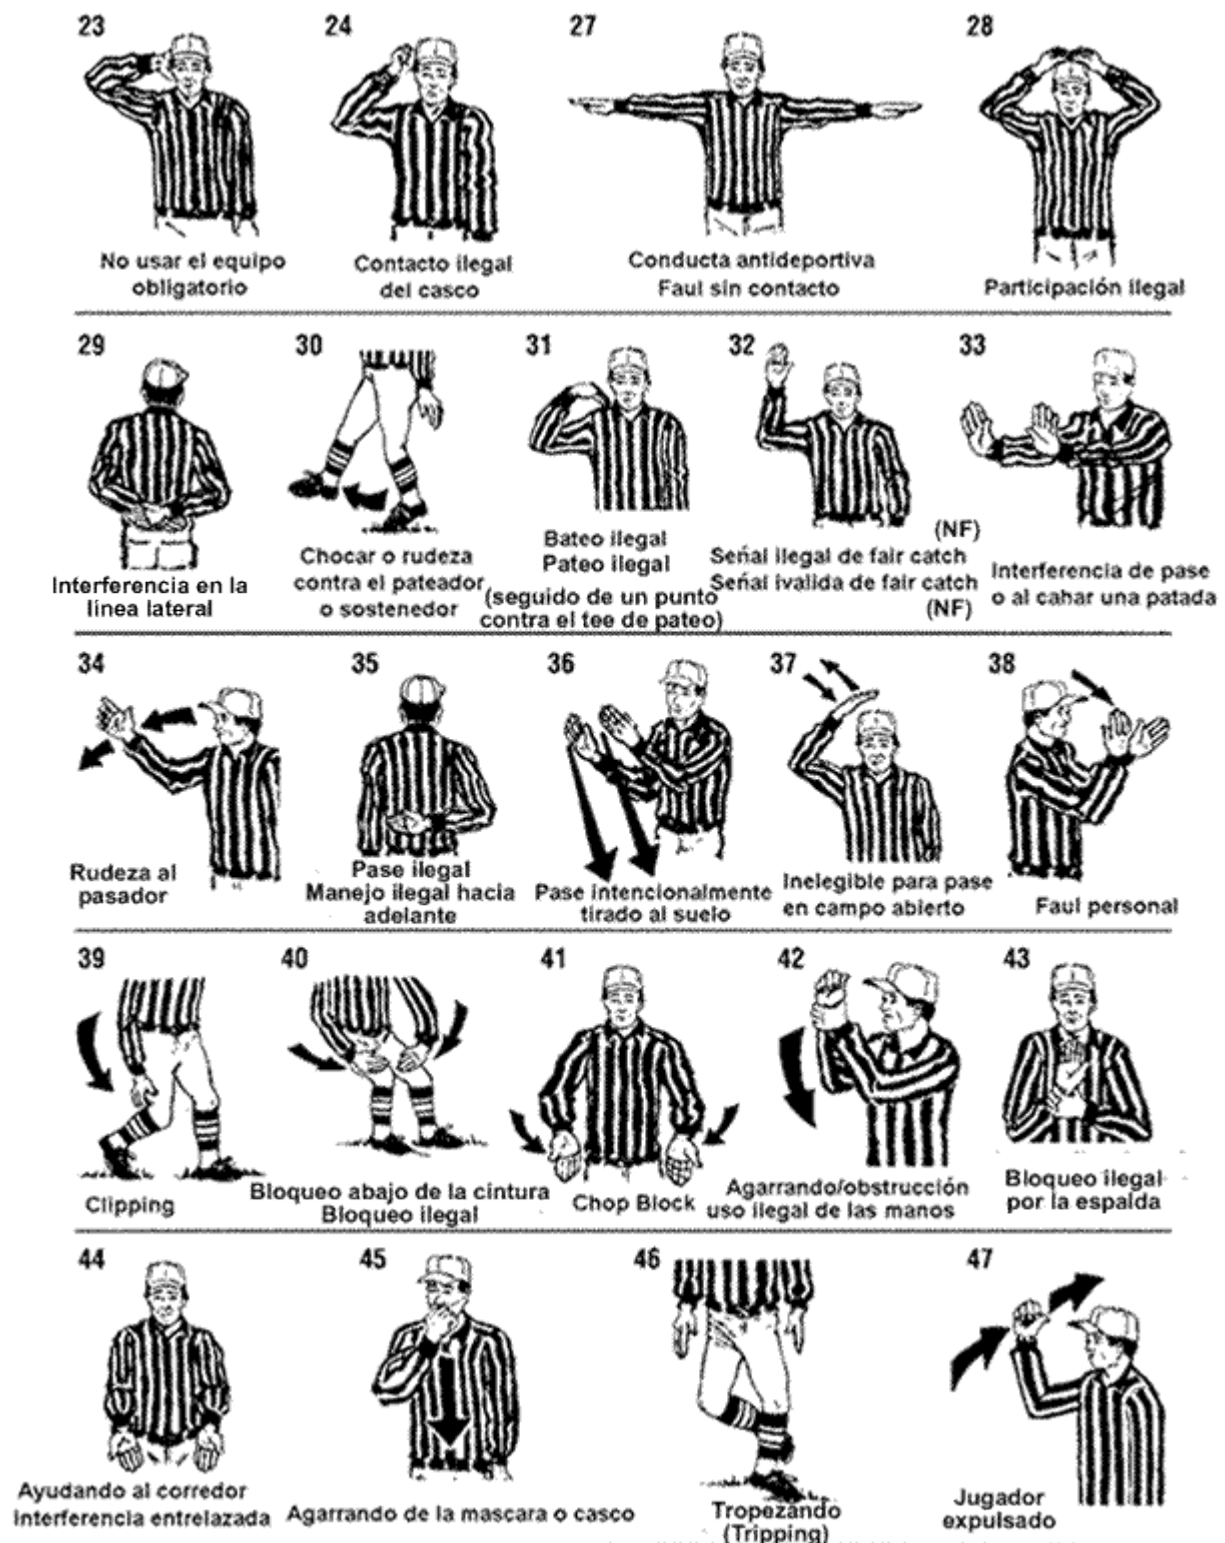 23
24
27
28
No usar el equipo
obligatorio
Contacto ilegal
del casco
Conducta antideportiva
Faul sin contacto
Participación ilegal
29
30
31
32
33
Interferencia en la
línea lateral
Chocar o rudeza
contra el pateador
o sostenedor
Bateo ilegal
Pateo ilegal
(seguido de un punto
contra el tee de pateo)
(NF)
Señal ilegal de fair catch
Señal ivalida de fair catch
(NF)
Interferencia de pase
o al cahar una patada
34
35
36
37
38
Rudeza al
pasador
Pase ilegal
Manejo ilegal hacia
adelante
Pase intencionalmente
tirado al suelo
Inelegible para pase
en campo abierto
Faul personal
39
40
41
42
43
Clipping
Bloqueo abajo de la cintura
Bloqueo ilegal
Chop Block
Agarrando/obstrucción
uso ilegal de las manos
Bloqueo ilegal
por la espalda
44
45
46
47
Ayudando al corredor
Interferencia entrelazada
Agarrando de la mascara o casco
Tropezando
(Tripping)
Jugador
expulsado